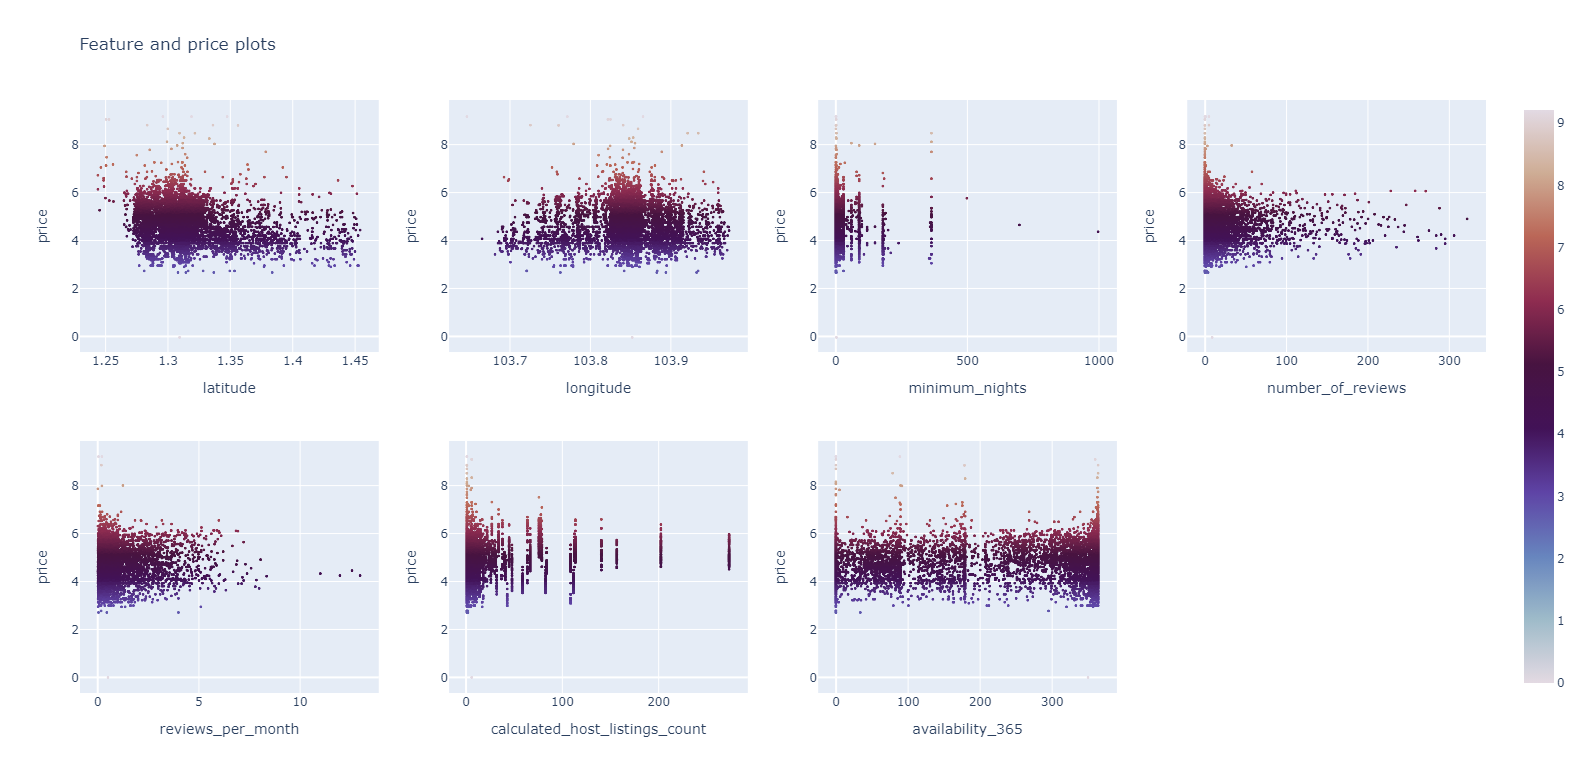 Feature and price plots
price
8
6
4
2
0
1.25 1.3 1.35 1.4 1.45
latitude
price
8
6
4
2
0
103.7 103.8 103.9
longitude
price
8
6
4
2
0
0 500 1000
minimum_nights
price
8
6
4
2
0
0 100 200 300
number_of_reviews
price
8
6
4
2
0
0 5 10
reviews_per_month
price
8
6
4
2
0
0 100 200
calculated_host_listings_count
price
8
6
4
2
0
0 100 200 300
availability_365
9
8
7
6
5
4
3
2
1
0